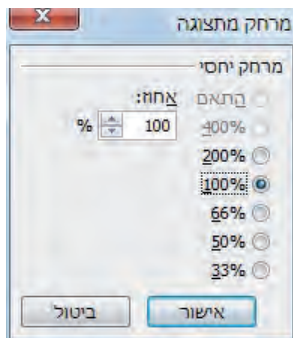 מרחק מתצוגה
מרחק יחסי
התאם אחוז:
400% 100 %
200%
100%
66%
50%
33%
אישור ביטול